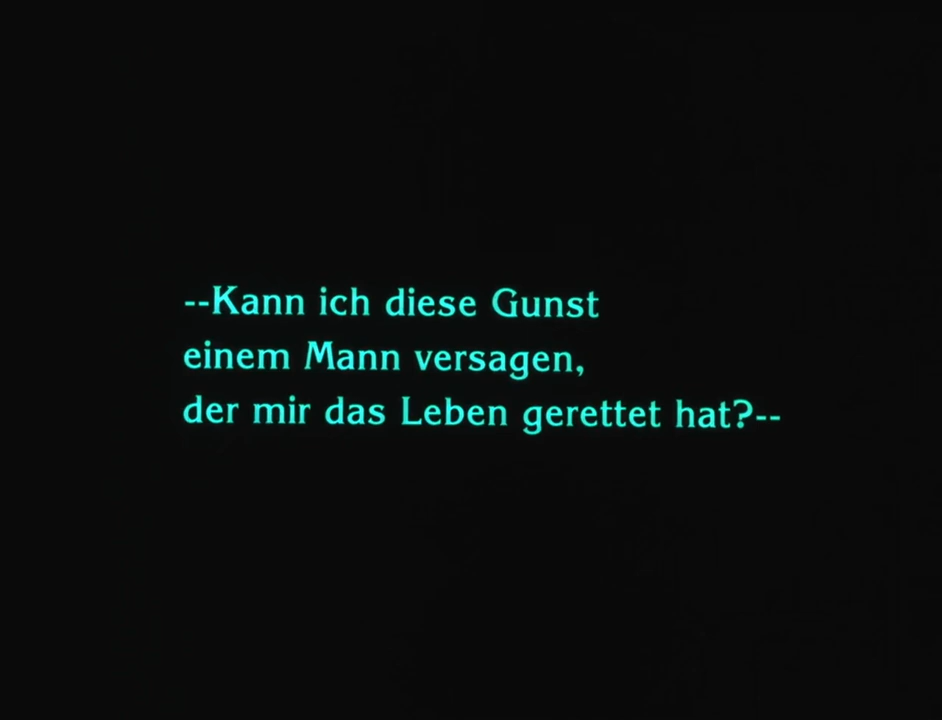 --Kann ich diese Gunst
einem Mann versagen,
der mir das Leben gerettet hat?--